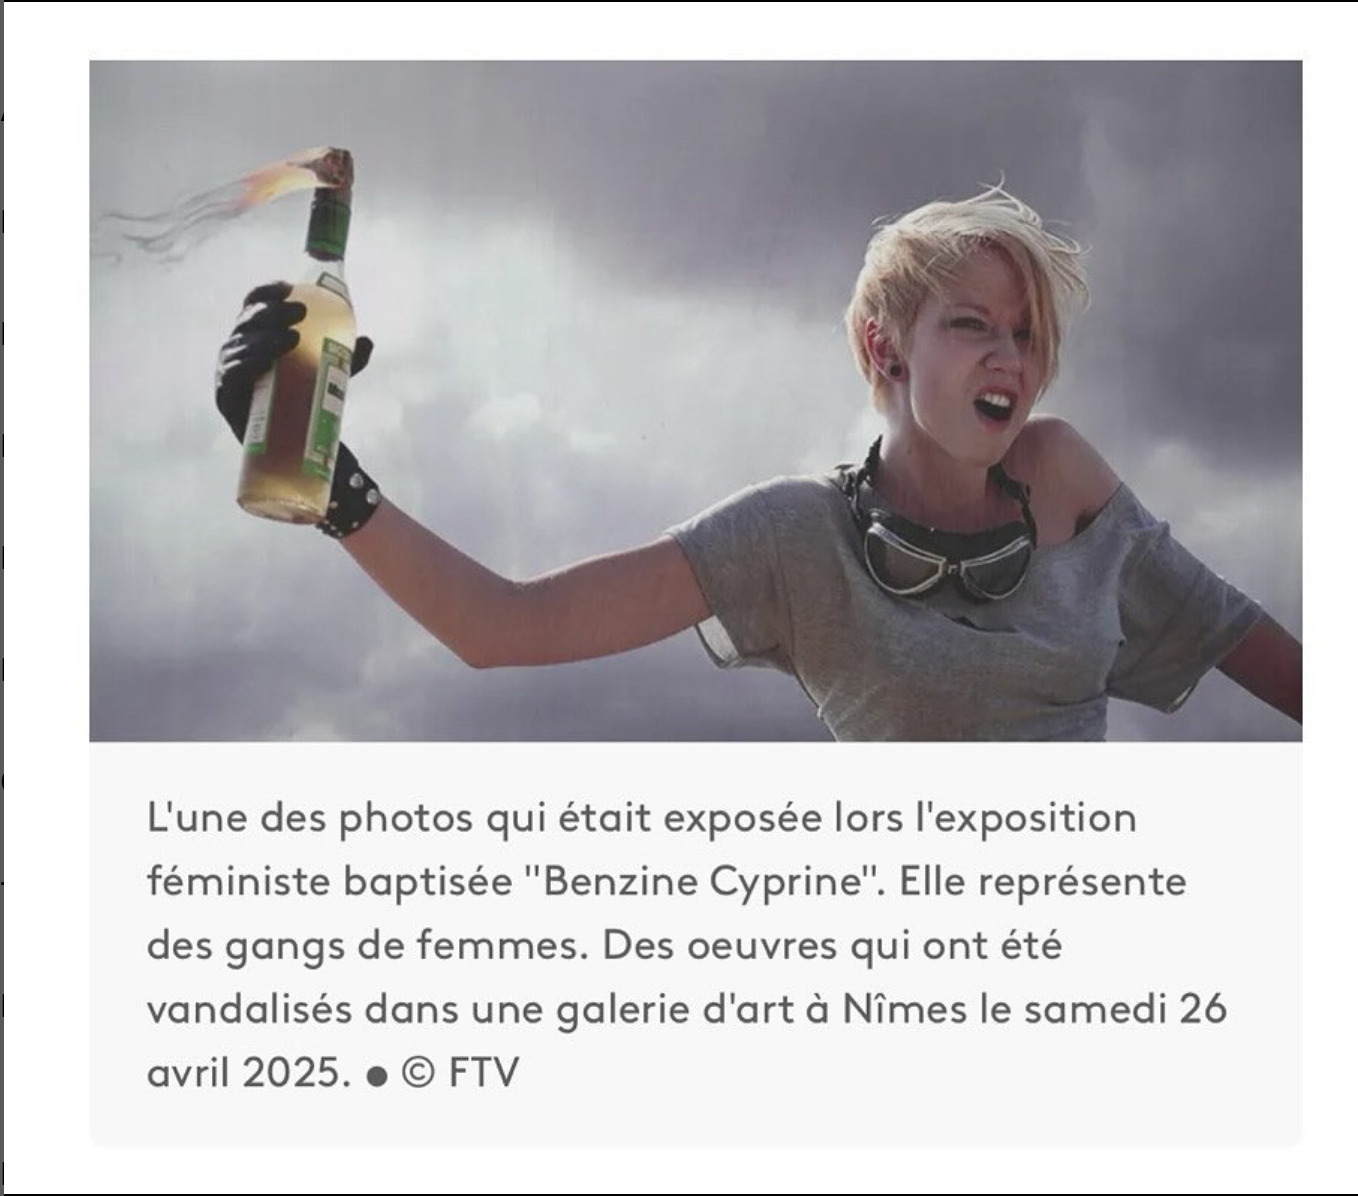 L'une des photos qui était exposée lors l'exposition
féministe baptisée "Benzine Cyprine". Elle représente
des gangs de femmes. Des oeuvres qui ont été
vandalisés dans une galerie d'art à Nîmes le samedi 26
avril 2025. ● © FTV